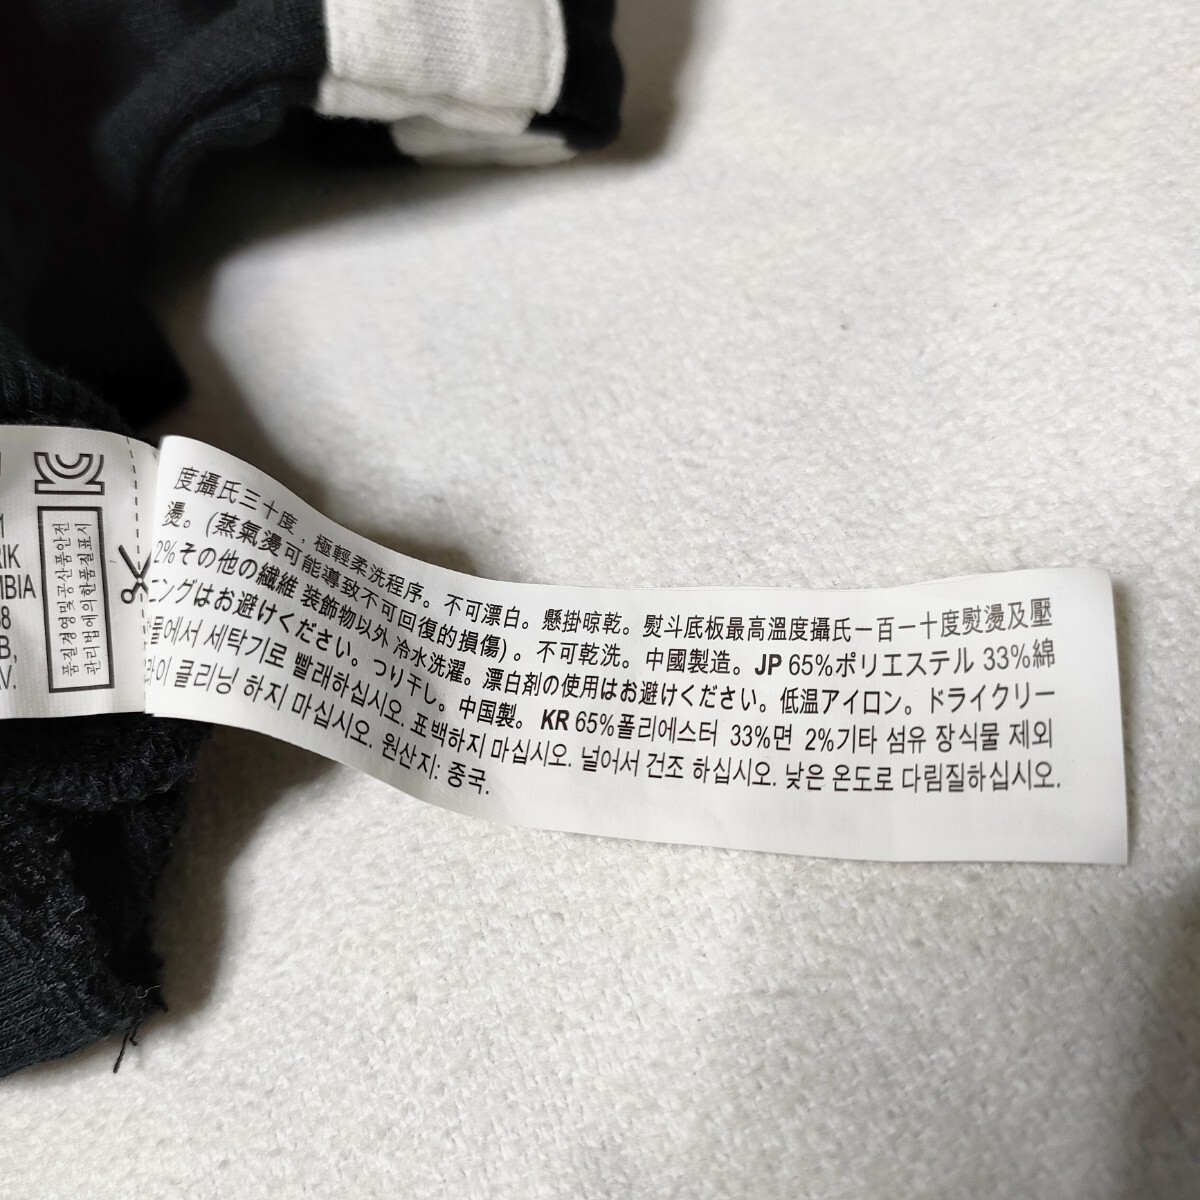 RIK
MBIA
B,
AV.
품질경영및공산품안전
관리법에의한품질표시
度攝氏三十度，極輕柔洗程序。不可漂白。懸掛晾乾。熨斗底板最高溫度攝氏一百一十度熨燙及壓
燙。(蒸氣燙可能導致不可回復的損傷)。不可乾洗。中國製造。JP 65%ポリエステル 33%綿
2%その他の繊維 装飾物以外 冷水洗濯。漂白剤の使用はお避けください。低温アイロン。ドライクリー
ニングはお避けください。つり干し。中国製。KR 65%폴리에스터 33%면 2%기타 섬유 장식물 제외
물에서 세탁기로 빨래하십시오. 표백하지 마십시오. 널어서 건조 하십시오. 낮은 온도로 다림질하십시오.
드라이 클리닝 하지 마십시오. 원산지: 중국.